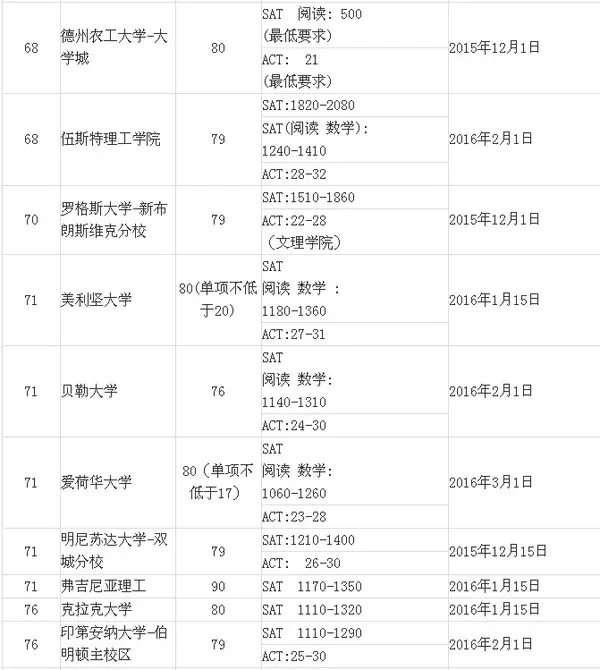 68
德州农工大学-大
学城
80
SAT  阅读: 500
(最低要求)
ACT:  21
(最低要求)
2015年12月1日
68
伍斯特理工学院
79
SAT:1820-2080
SAT(阅读 数学):
1240-1410
ACT:28-32
2016年2月1日
70
罗格斯大学-新布
朗斯维克分校
79
SAT:1510-1860
ACT:22-28
（文理学院）
2015年12月1日
71
美利坚大学
80(单项不低
于20)
SAT
阅读 数学 :
1180-1360
ACT:27-31
2016年1月15日
71
贝勒大学
76
SAT
阅读 数学:
1140-1310
ACT:24-30
2016年2月1日
71
爱荷华大学
80（单项不
低于17）
SAT
阅读 数学:
1060-1260
ACT:23-28
2016年3月1日
71
明尼苏达大学-双
城分校
79
SAT:1210-1400
ACT:  26-30
2015年12月15日
71
弗吉尼亚理工
90
SAT  1170-1350
2016年1月15日
76
克拉克大学
80
SAT  1110-1320
2016年1月15日
76
印第安纳大学-伯
明顿主校区
79
SAT  1110-1290
ACT:25-30
2016年2月1日